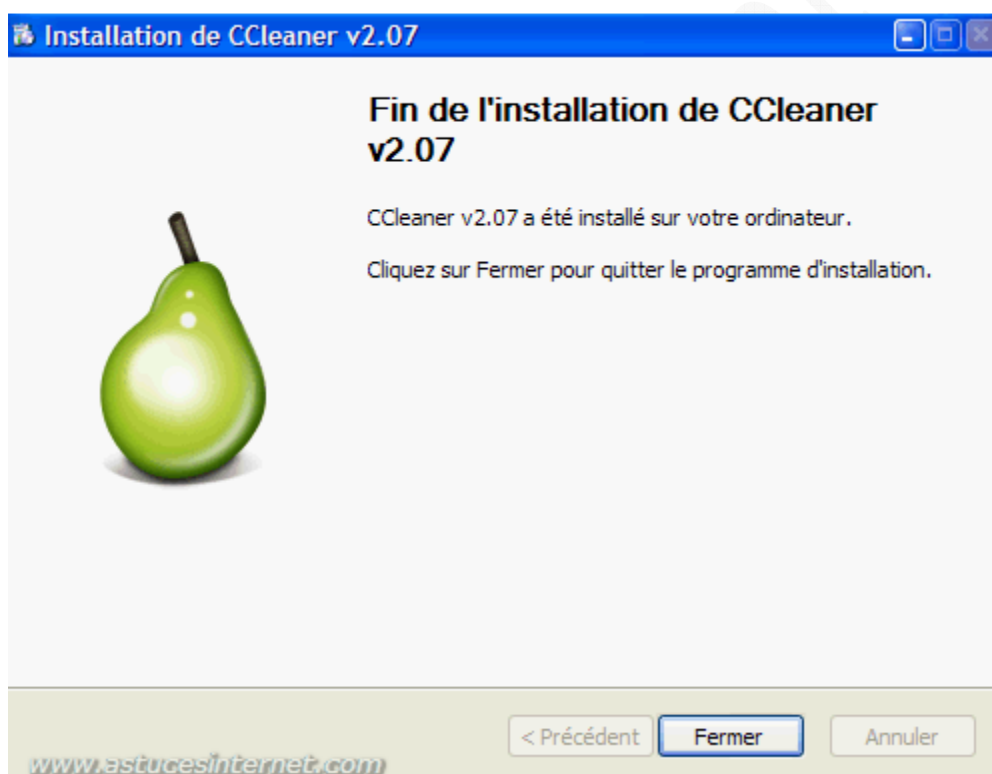 Installation de CCleaner v2.07
Fin de l'installation de CCleaner
v2.07
CCleaner v2.07 a été installé sur votre ordinateur.
Cliquez sur Fermer pour quitter le programme d'installation.
< Précédent
Fermer
Annuler
www.astucesinternet.com